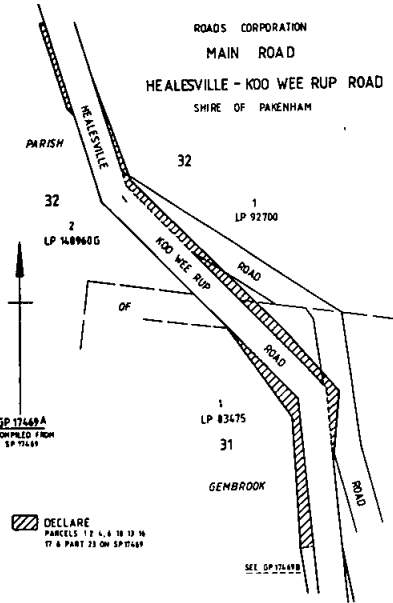 ROADS CORPORATION
MAIN ROAD
HEALESVILLE - KOO WEE RUP ROAD
SHIRE OF PAKENHAM
HEALESVILLE
PARISH
32
32
1
LP 92700
2
LP 148960G
KOO WEE RUP
ROAD
OF
ROAD
1
LP 83475
31
GP 17469A
COMPILED FROM
SP 17469
GEMBROOK
ROAD
DECLARE
PARCELS 1 2 4, 6 10 13 16
17 & PART 23 ON SP17469
SEE GP 17469B